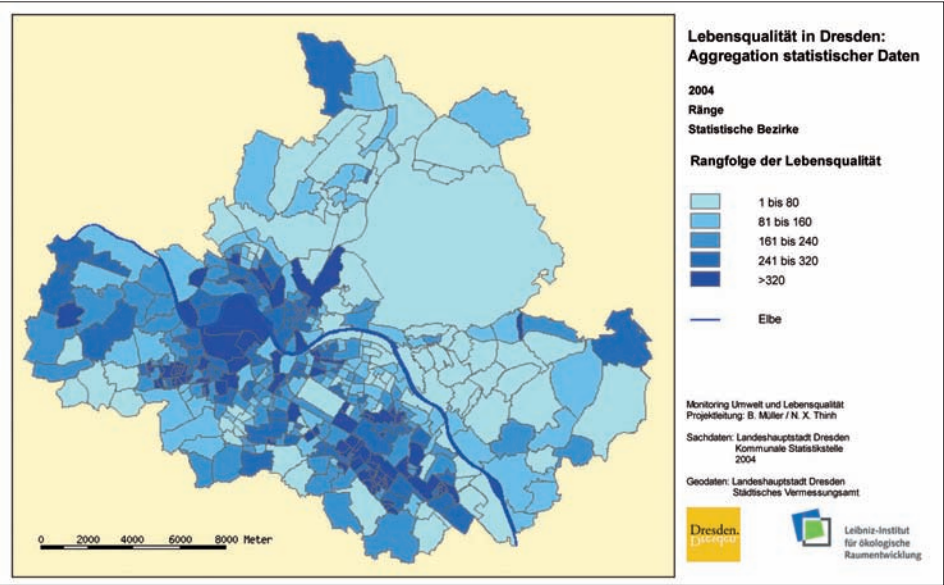 Lebensqualität in Dresden:
Aggregation statistischer Daten
2004
Ränge
Statistische Bezirke
Rangfolge der Lebensqualität
1 bis 80
81 bis 160
161 bis 240
241 bis 320
>320
Elbe
Monitoring Umwelt und Lebensqualität
Projektleitung: B. Müller / N. X. Thinh
Sachdaten: Landeshauptstadt Dresden
Kommunale Statistikstelle
2004
Geodaten: Landeshauptstadt Dresden
Städtisches Vermessungsamt
Dresden.
Leibniz-Institut
für ökologische
Raumentwicklung
0 2000 4000 6000 8000 Meter